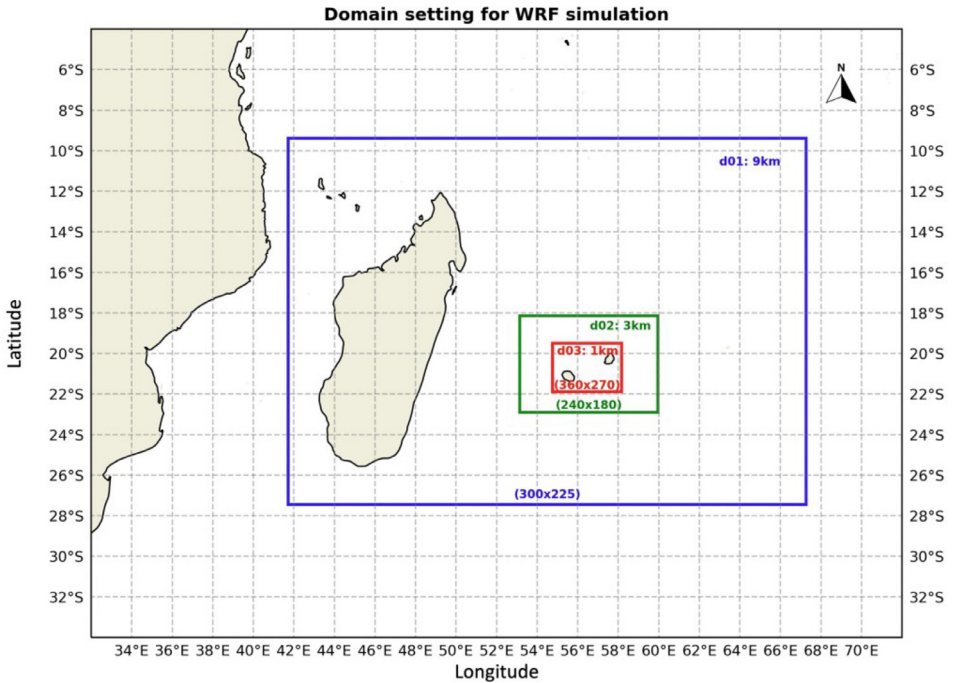 Domain setting for WRF simulation
N
6°S
6°S
8°S
8°S
10°S
10°S
d01: 9km
12°S
12°S
14°S
14°S
16°S
16°S
18°S
18°S
d02: 3km
20°S
20°S
d03: 1km
(360x270)
22°S
22°S
(240x180)
24°S
24°S
26°S
26°S
(300x225)
28°S
28°S
30°S
30°S
32°S
32°S
Latitude
34°E 36°E 38°E 40°E 42°E 44°E 46°E 48°E 50°E 52°E 54°E 56°E 58°E 60°E 62°E 64°E 66°E 68°E 70°E
Longitude